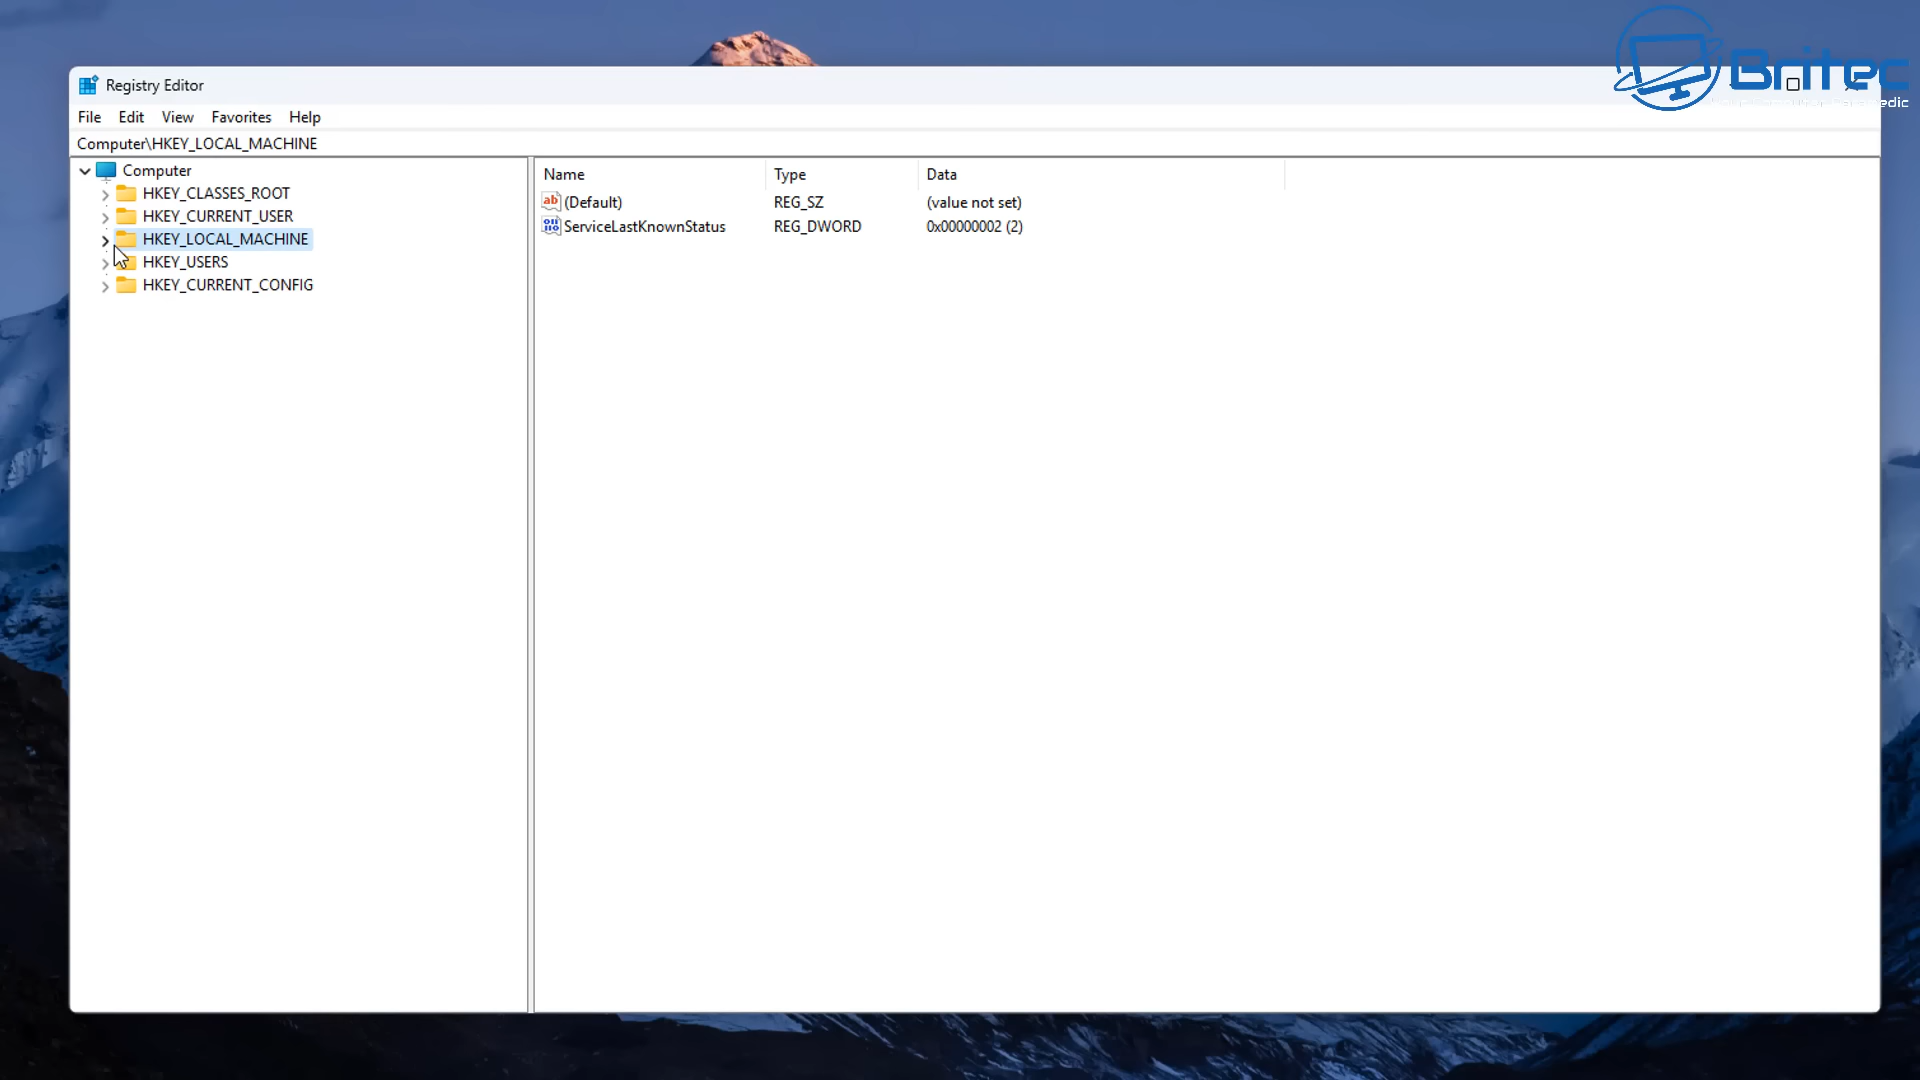 Britec
Registry Editor
File Edit View Favorites Help
Computer\HKEY_LOCAL_MACHINE
Computer
HKEY_CLASSES_ROOT
HKEY_CURRENT_USER
HKEY_LOCAL_MACHINE
HKEY_USERS
HKEY_CURRENT_CONFIG
Name Type Data
(Default) REG_SZ (value not set)
ServiceLastKnownStatus REG_DWORD 0x00000002 (2)